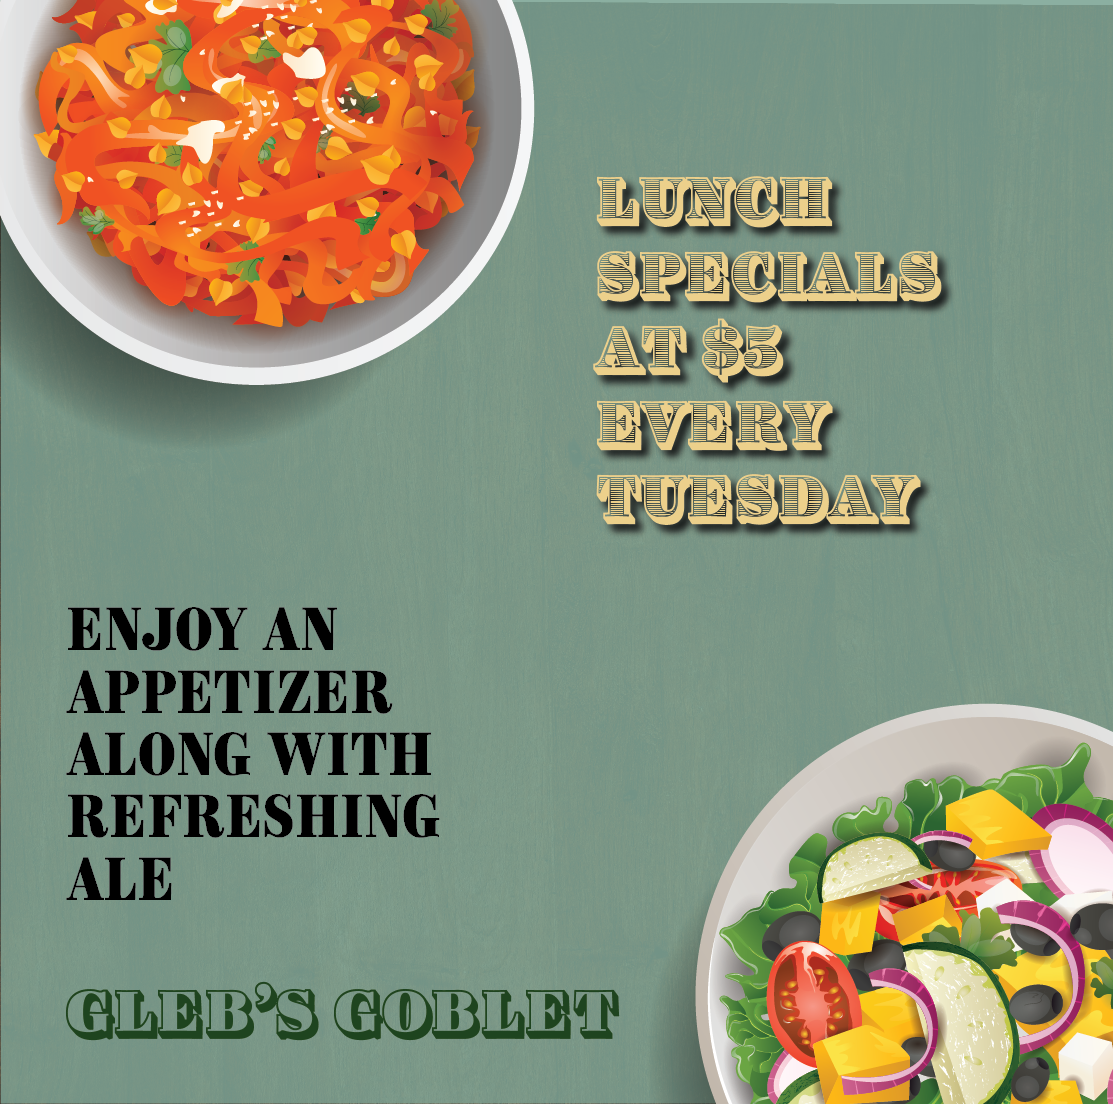 LUNCH
SPECIALS
AT $5
EVERY
TUESDAY
ENJOY AN
APPETIZER
ALONG WITH
REFRESHING
ALE
GLEB'S GOBLET